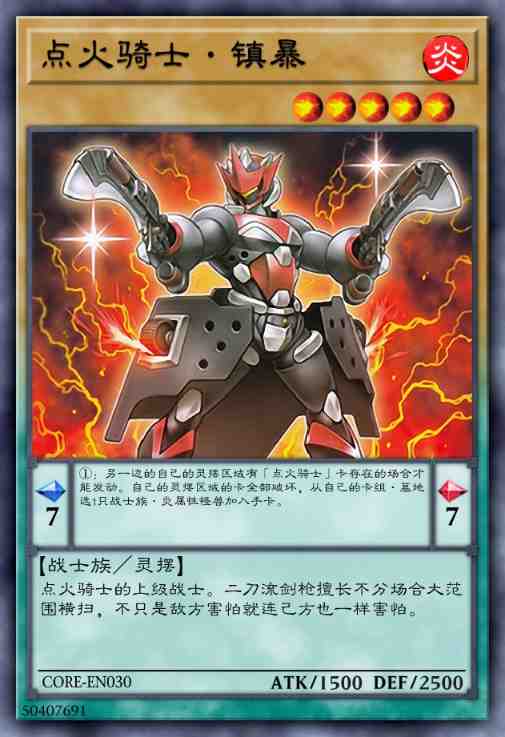 点火骑士·镇暴
炎
①：另一边的自己的灵摆区域有「点火骑士」卡存在的场合才
能发动。自己的灵摆区域的卡全部破坏，从自己的卡组·墓地
选1只战士族·炎属性怪兽加入手卡。
7
7
【战士族／灵摆】
点火骑士的上级战士。二刀流剑枪擅长不分场合大范
围横扫，不只是敌方害怕就连己方也一样害怕。
CORE-EN030
ATK/1500 DEF/2500
50407691